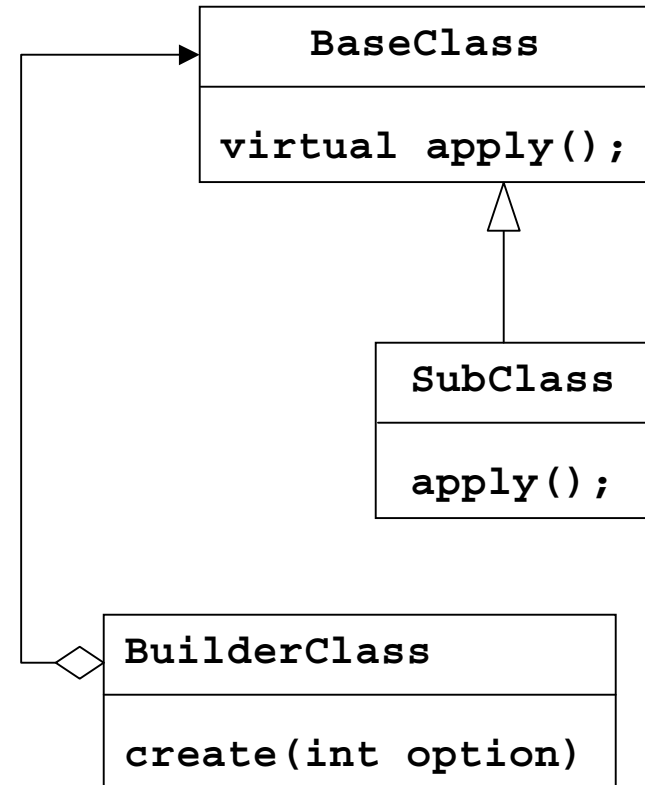 BaseClass
virtual apply();
SubClass
apply();
BuilderClass
create(int option)